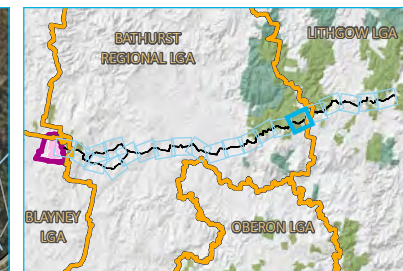 BATHURST
REGIONAL LGA
LITHGOW LGA
BLAYNEY
LGA
OBERON LGA